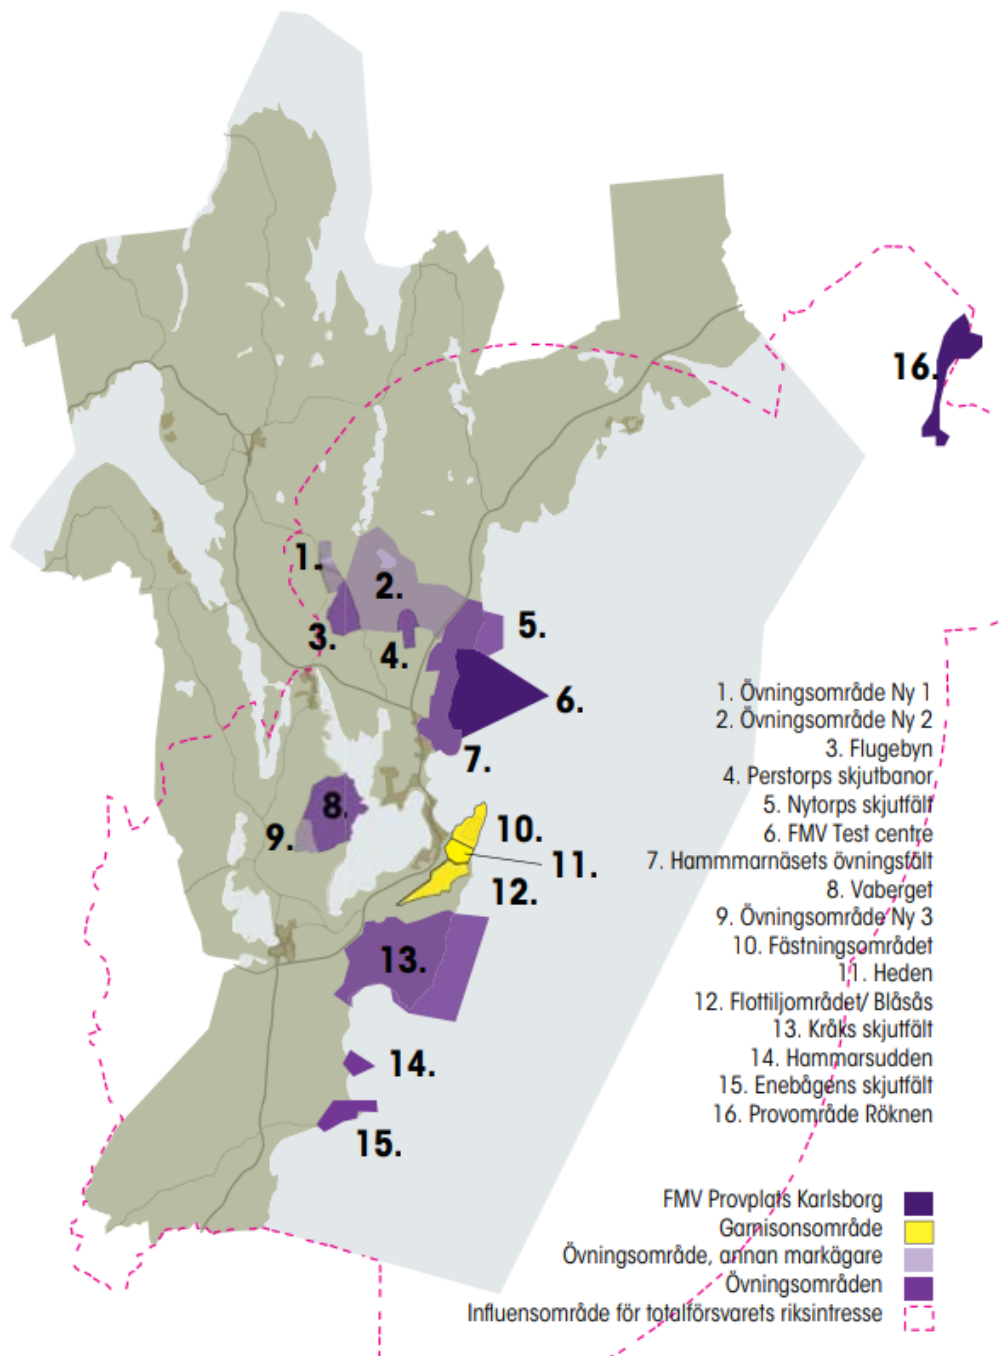 16.
1.
2.
3.
4.
5.
6.
7.
8.
9.
10.
11.
12.
13.
14.
15.
1. Övningsområde Ny 1
2. Övningsområde Ny 2
3. Flugebyn
4. Perstorps skjutbanor
5. Nytorps skjutfält
6. FMV Test centre
7. Hammmarnäsets övningsfält
8. Vaberget
9. Övningsområde Ny 3
10. Fästningsområdet
11. Heden
12. Flottiljområdet/ Blåsås
13. Kråks skjutfält
14. Hammarsudden
15. Enebågens skjutfält
16. Provområde Röknen
FMV Provplats Karlsborg
Garnisonsområde
Övningsområde, annan markägare
Övningsområden
Influensområde för totalförsvarets riksintresse